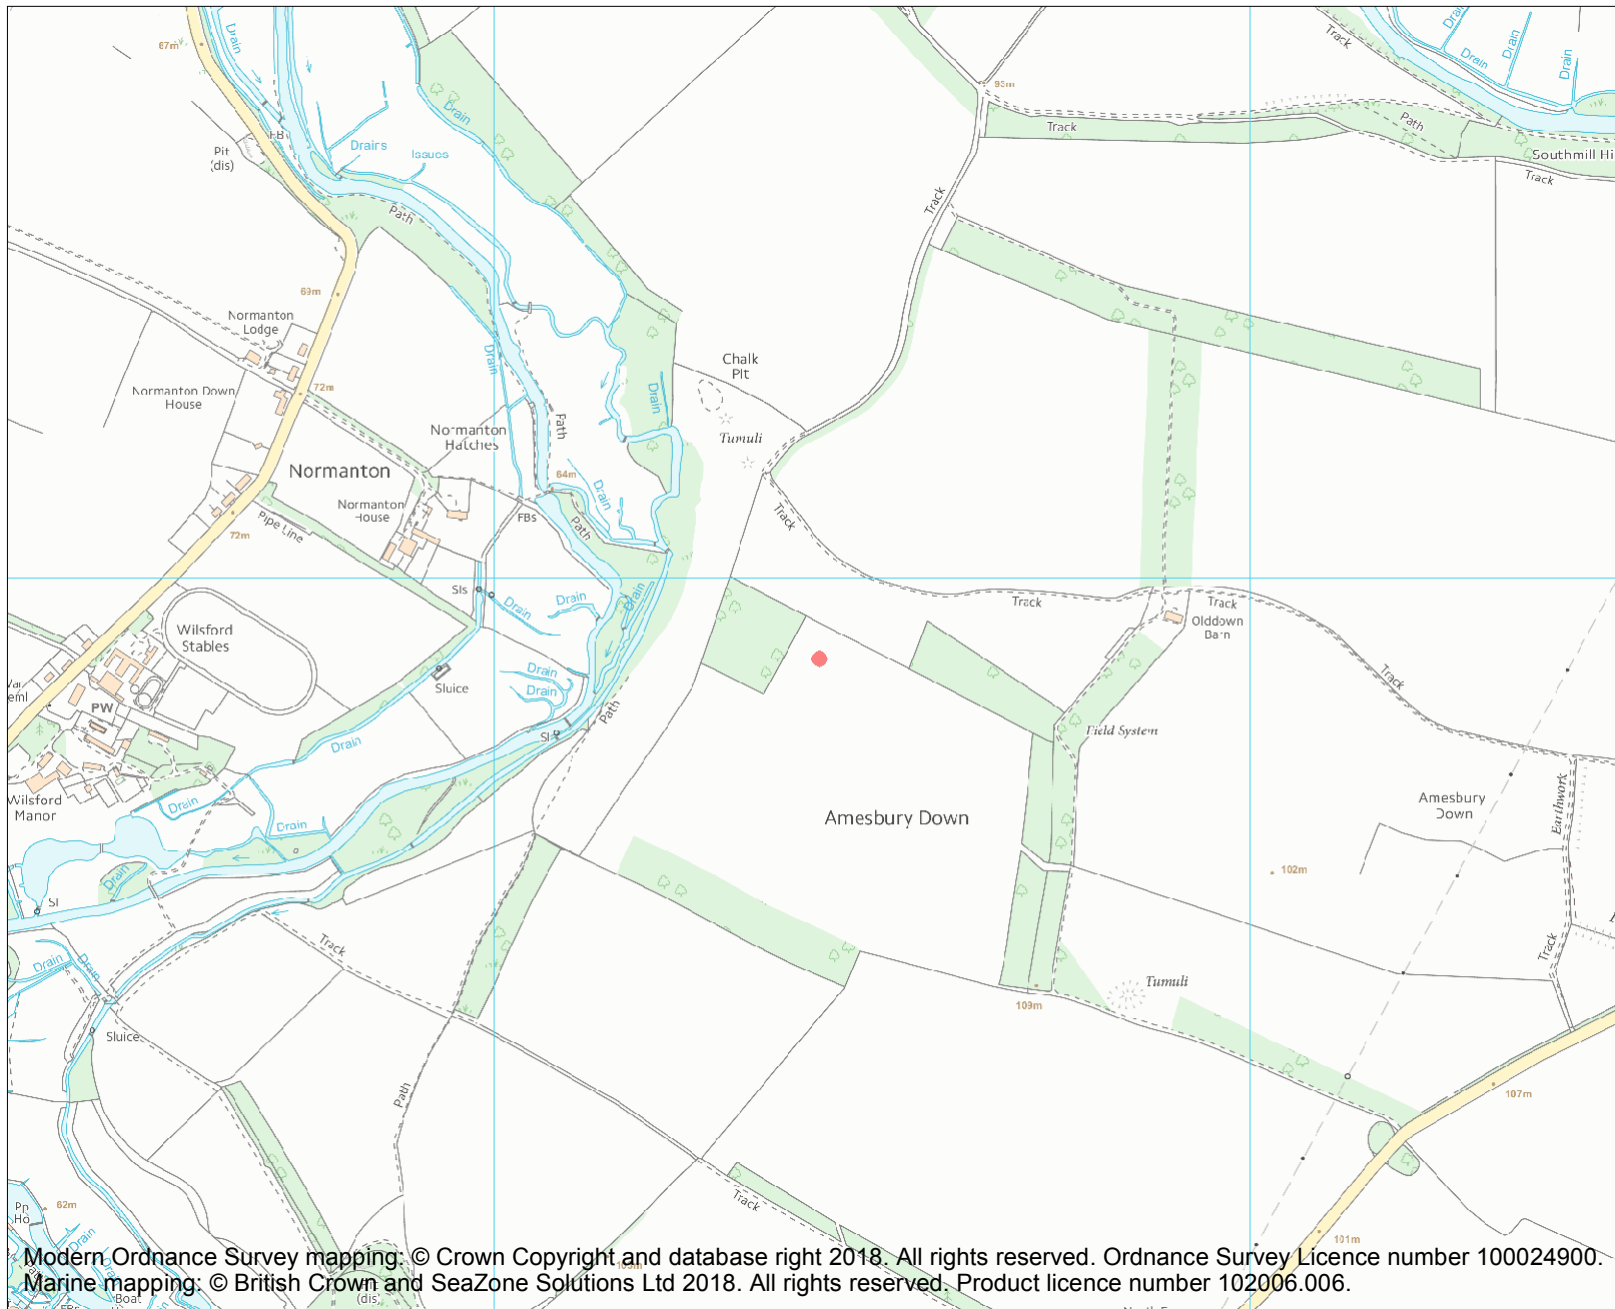 Drain
Drain
Track
Drain
Drain
Drain
67m
93m
Drain
FB
Track
Path
Pit
(dis)
Drains
Issues
Southmill Hi
Track
Track
Path
69m
Normanton
Lodge
Drain
Chalk
Pit
Normanton Down
House
72m
Drain
Path
Normanton
Hatches
Tumuli
Normanton
64m
Drain
Normanton
House
Pipe Line
FBs
Path
Track
72m
Sls
Drain
Drain
Drain
Track
Track
Olddown
Barn
Wilsford
Stables
Drain
Drain
Sluice
Track
PW
Path
Sl
Field System
Drain
Wilsford
Manor
Drain
Drain
Amesbury Down
Amesbury
Down
Earthwork
Drain
102m
Sl
Track
Track
Drain
Drain
Tumuli
109m
Sluice
Path
107m
Track
62m
101m
Modern Ordnance Survey mapping: © Crown Copyright and database right 2018. All rights reserved. Ordnance Survey Licence number 100024900.
Marine mapping: © British Crown and SeaZone Solutions Ltd 2018. All rights reserved. Product licence number 102006.006.
Boat
(dis)